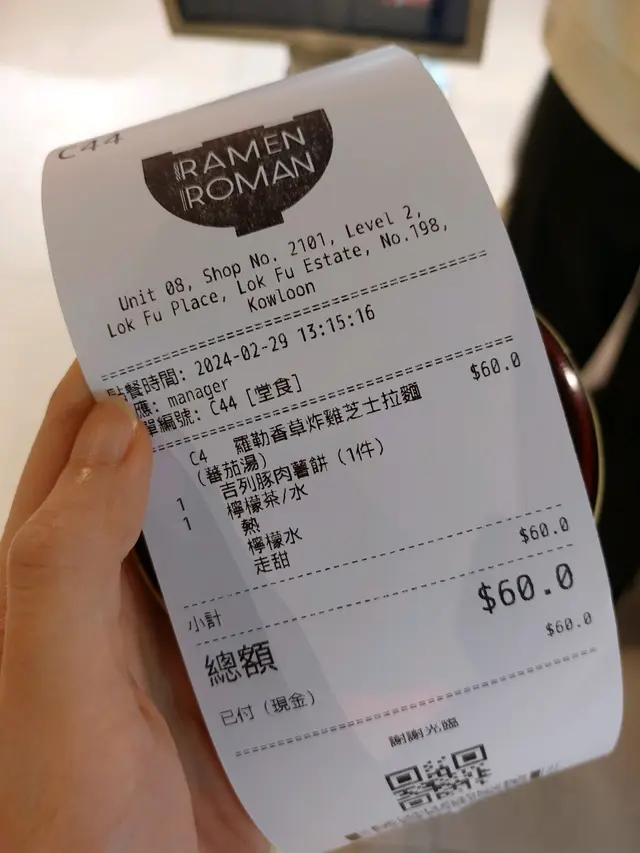 C44
RAMEN
ROMAN
Unit 08, Shop No. 2101, Level 2,
Lok Fu Place, Lok Fu Estate, No.198,
Kowloon
點餐時間: 2024-02-29 13:15:16
應: manager
單編號: C44 [堂食]
C4 羅勒香草炸雞芝士拉麵 $60.0
(蕃茄湯)
吉列豚肉薯餅 (1件)
1 檸檬茶/水
1 熱
檸檬水
走甜
小計 $60.0
總額 $60.0
已付 (現金) $60.0
謝謝光臨